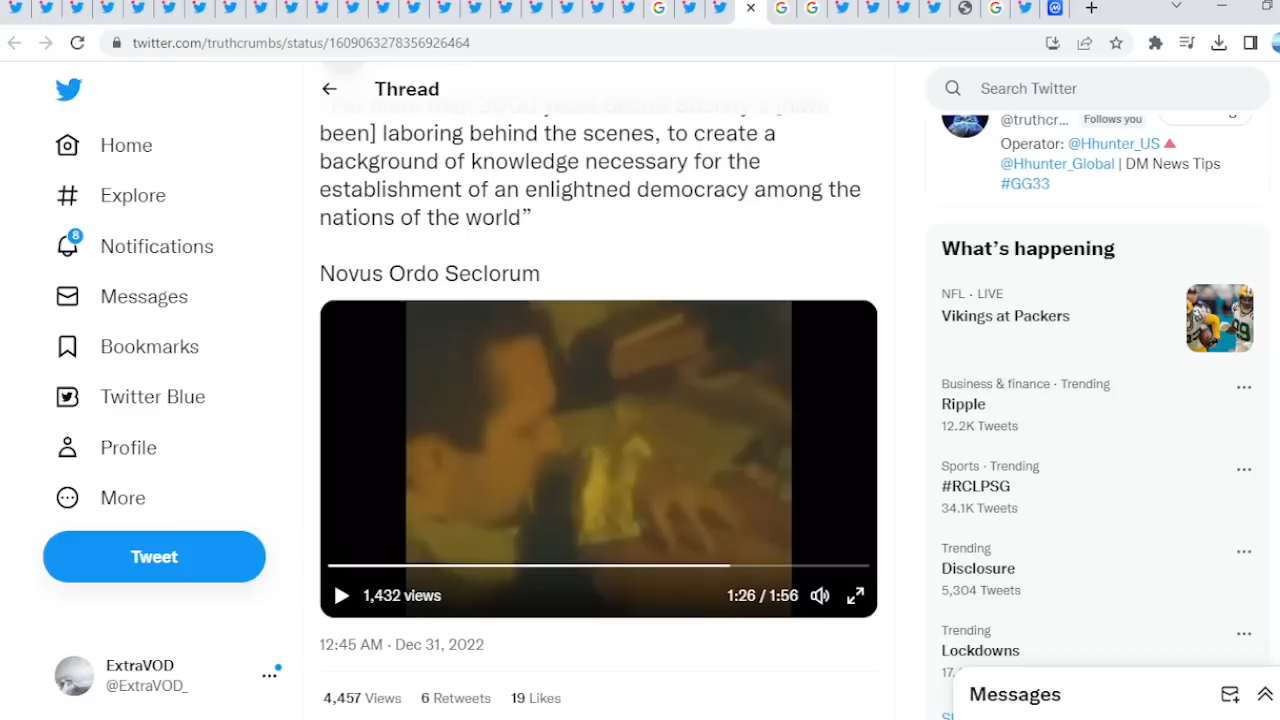 twitter.com/truthcrumbs/status/1609063278356926464
Thread
been] laboring behind the scenes, to create a
background of knowledge necessary for the
establishment of an enlightned democracy among the
nations of the world”
Novus Ordo Seclorum
1,432 views
1:26 / 1:56
12:45 AM · Dec 31, 2022
4,457 Views 6 Retweets 19 Likes
8
Home
Explore
Notifications
Messages
Bookmarks
Twitter Blue
Profile
More
Tweet
ExtraVOD
@ExtraVOD_
Search Twitter
@truthcr... Follows you
Operator: @Hhunter_US
@Hhunter_Global | DM News Tips
#GG33
What’s happening
NFL · LIVE
Vikings at Packers
Business & finance · Trending
Ripple
12.2K Tweets
Sports · Trending
#RCLPSG
34.1K Tweets
Trending
Disclosure
5,304 Tweets
Trending
Lockdowns
17.
Messages